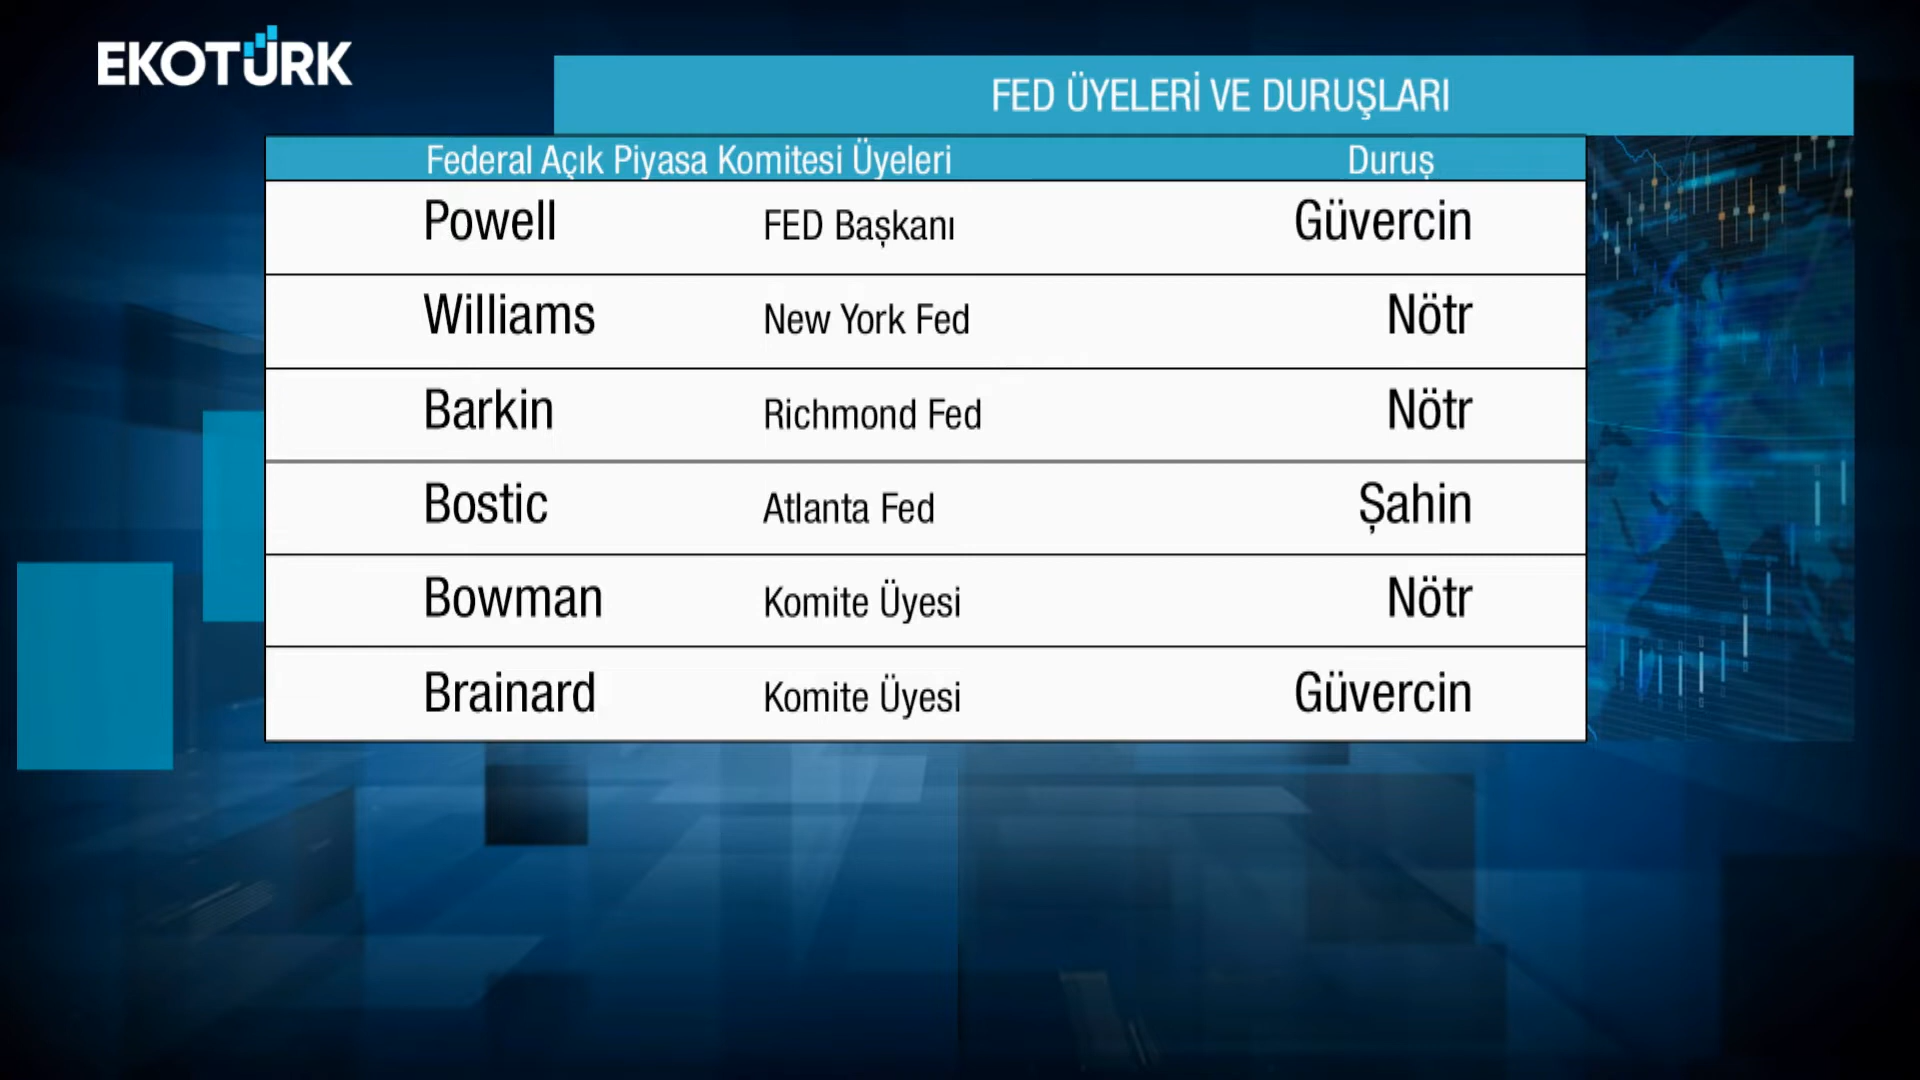 EKOTÜRK
FED ÜYELERİ VE DURUŞLARI
Federal Açık Piyasa Komitesi Üyeleri Duruş
Powell FED Başkanı Güvercin
Williams New York Fed Nötr
Barkin Richmond Fed Nötr
Bostic Atlanta Fed Şahin
Bowman Komite Üyesi Nötr
Brainard Komite Üyesi Güvercin